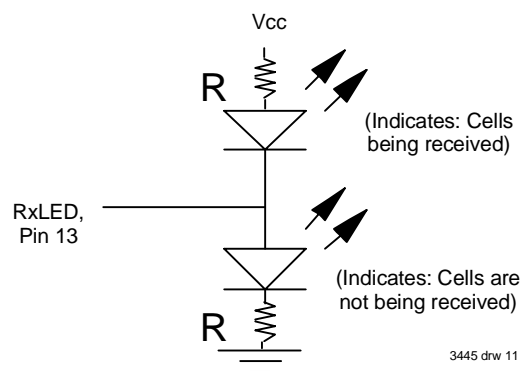 Vcc
R
(Indicates: Cells
being received)
RxLED,
Pin 13
(Indicates: Cells are
not being received)
R
3445 drw 11